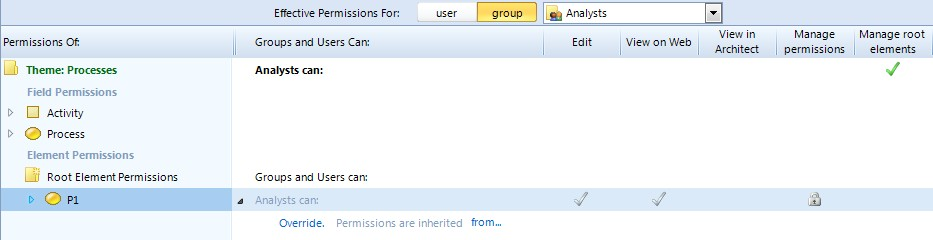 Effective Permissions For: user group Analysts
Permissions Of: Groups and Users Can: Edit View on Web View in Architect Manage permissions Manage root elements
Theme: Processes Analysts can:
Field Permissions
Activity
Process
Element Permissions
Root Element Permissions Groups and Users can:
P1 Analysts can:
Override. Permissions are inherited from...